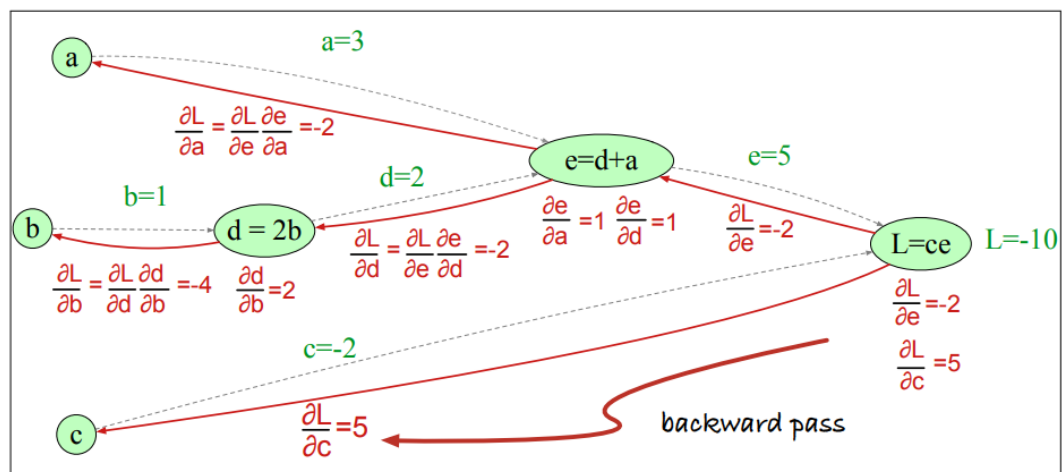 a=3
a
∂L/∂a = ∂L/∂e ∂e/∂a =-2
e=d+a
e=5
b=1
d=2
b
d = 2b
∂e/∂a =1 ∂e/∂d =1
∂L/∂e =-2
L=ce
L=-10
∂L/∂d = ∂L/∂e ∂e/∂d =-2
∂L/∂b = ∂L/∂d ∂d/∂b =-4
∂d/∂b =2
∂L/∂e =-2
c=-2
∂L/∂c =5
c
∂L/∂c =5
backward pass